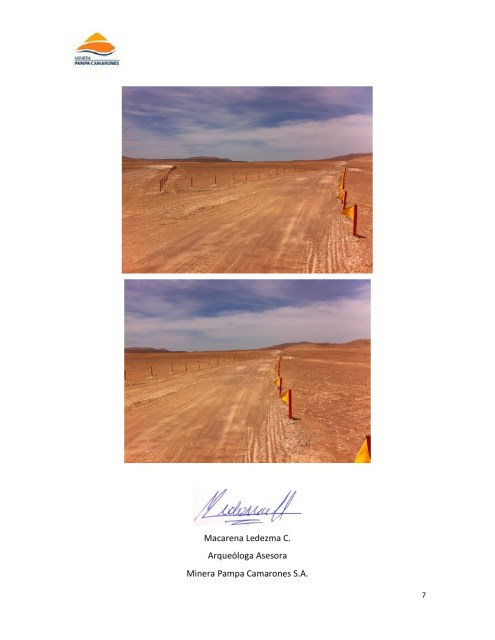 MINERA
PAMPA CAMARONES
Macarena Ledezma C.
Arqueóloga Asesora
Minera Pampa Camarones S.A.
7